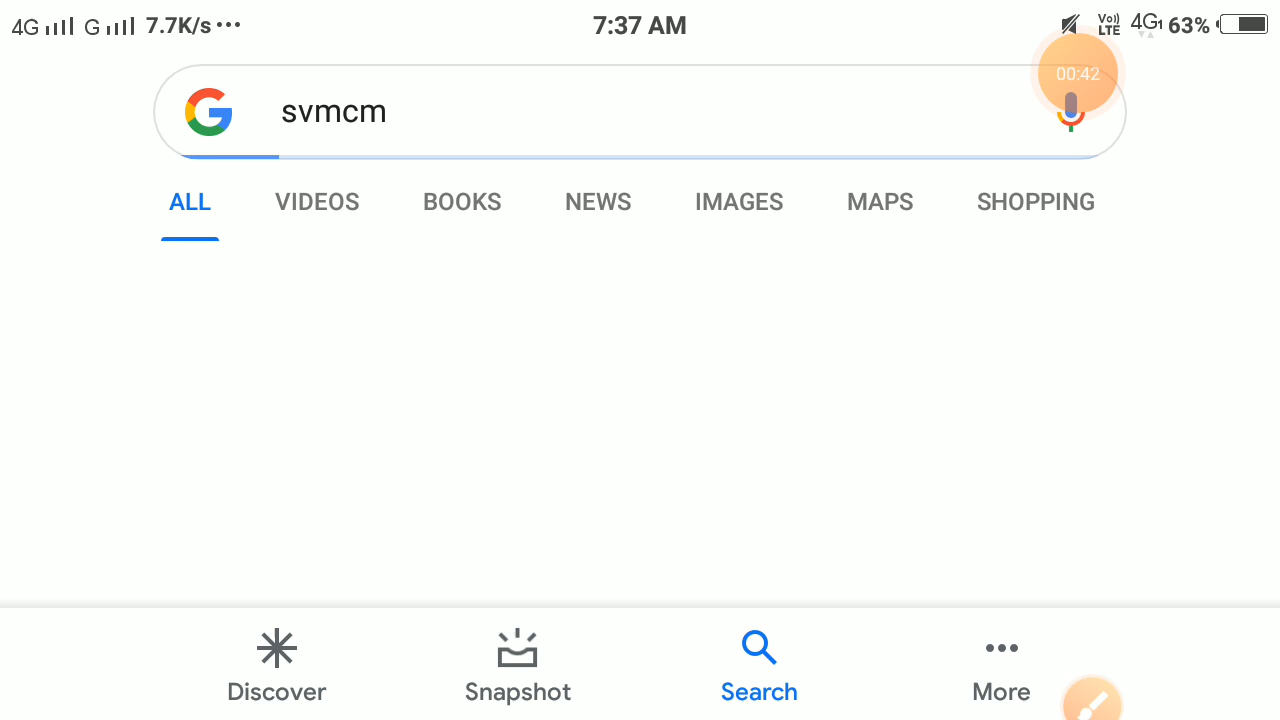 4G G 7.7K/s ••• 7:37 AM Vo)) LTE 4G1 63%
00:42
svmcm
ALL VIDEOS BOOKS NEWS IMAGES MAPS SHOPPING
Discover Snapshot Search More